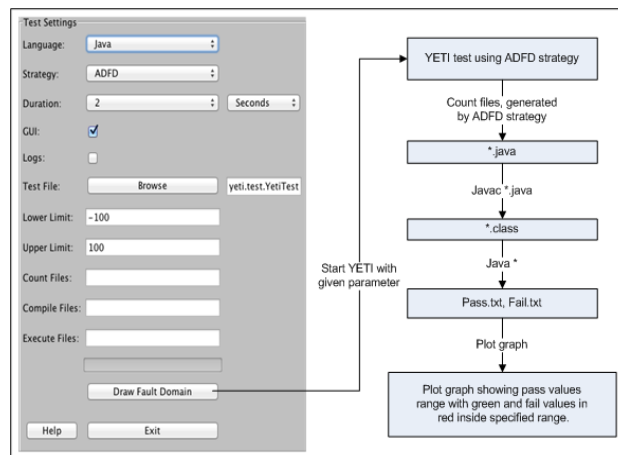 Test Settings
Language: Java
Strategy: ADFD
Duration: 2 Seconds
GUI:
Logs:
Test File: Browse yeti.test.YetiTest
Lower Limit: -100
Upper Limit: 100
Count Files:
Compile Files:
Execute Files:
Draw Fault Domain
Help Exit
Start YETI with
given parameter
YETI test using ADFD strategy
Count files, generated
by ADFD strategy
*.java
Javac *.java
*.class
Java *
Pass.txt, Fail.txt
Plot graph
Plot graph showing pass values
range with green and fail values in
red inside specified range.